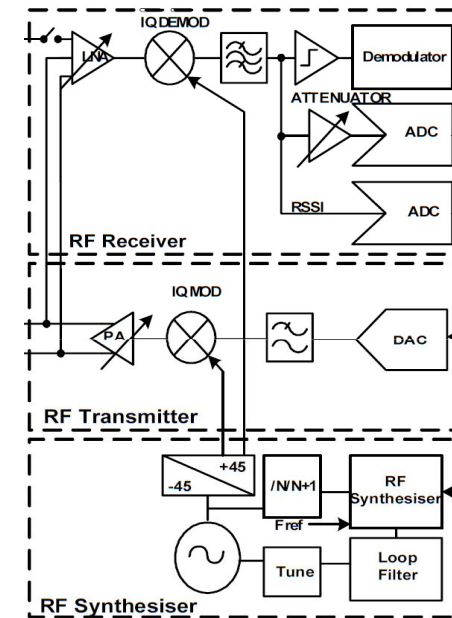 IQ DEMOD
LNA
Demodulator
ATTENUATOR
ADC
RSSI
ADC
RF Receiver
IQ MOD
PA
DAC
RF Transmitter
+45
-45
/N/N+1
RF
Synthesiser
Fref
Tune
Loop
Filter
RF Synthesiser